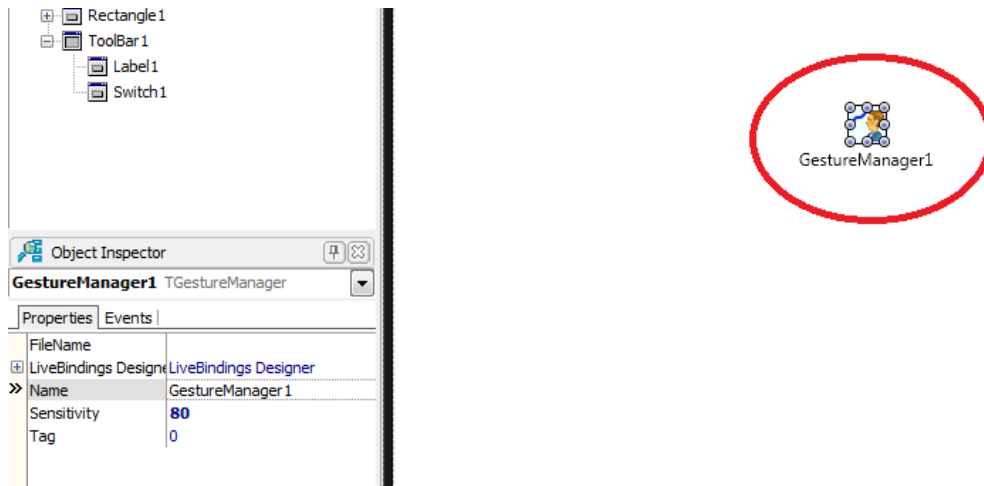 Rectangle1
ToolBar1
Label1
Switch1
GestureManager1
Object Inspector
GestureManager1 TGestureManager
Properties Events
FileName
LiveBindings Designe LiveBindings Designer
Name GestureManager1
Sensitivity 80
Tag 0